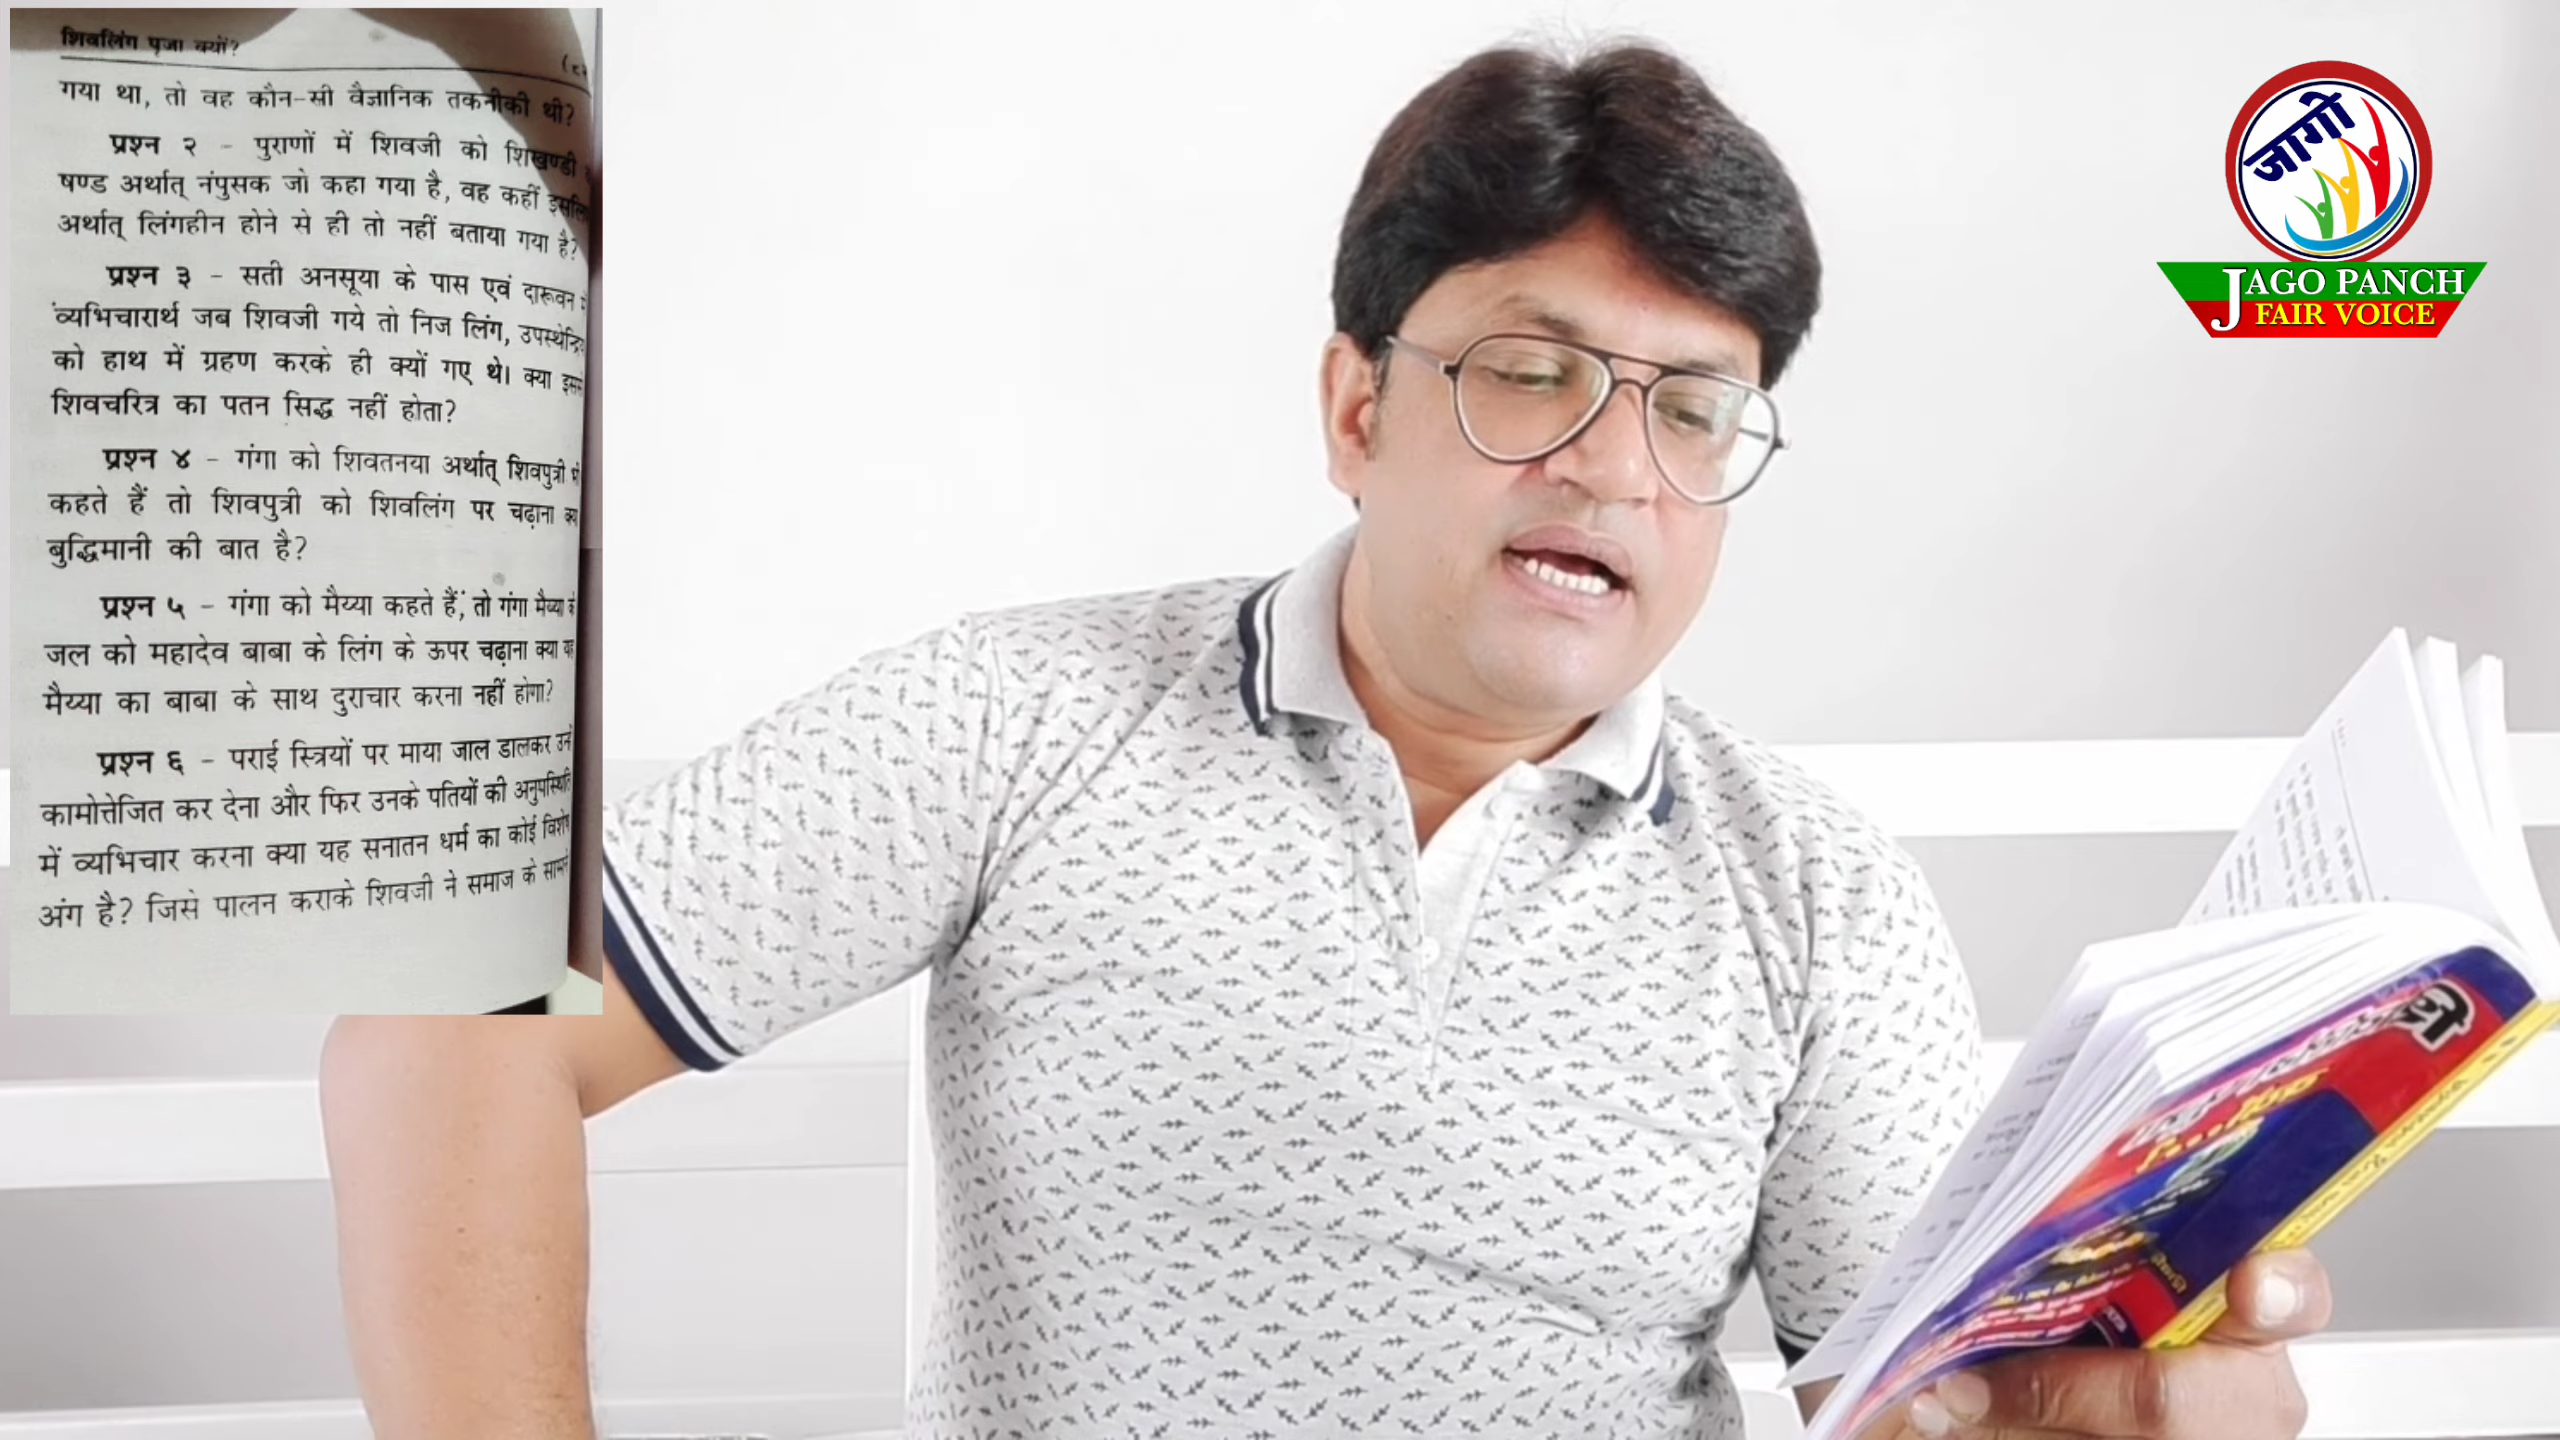 शिवलिंग पूजा क्यों?
गया था, तो वह कौन-सी वैज्ञानिक तकनीकी थी?
प्रश्न २ - पुराणों में शिवजी को शिखण्डी
षण्ड अर्थात् नंपुसक जो कहा गया है, वह कहीं
अर्थात् लिंगहीन होने से ही तो नहीं बताया गया है?
प्रश्न ३ - सती अनसूया के पास एवं दारूवन
व्यभिचारार्थ जब शिवजी गये तो निज लिंग,
को हाथ में ग्रहण करके ही क्यों गए थे। क्या
शिवचरित्र का पतन सिद्ध नहीं होता?
प्रश्न ४ - गंगा को शिवतनया अर्थात् शिवपुत्री
कहते हैं तो शिवपुत्री को शिवलिंग पर चढ़ाना
बुद्धिमानी की बात है?
प्रश्न ५ - गंगा को मैय्या कहते हैं, तो गंगा मैय्या
जल को महादेव बाबा के लिंग के ऊपर चढ़ाना क्या
मैय्या का बाबा के साथ दुराचार करना नहीं होगा?
प्रश्न ६ - पराई स्त्रियों पर माया जाल डालकर
कामोत्तेजित कर देना और फिर उनके पतियों की
में व्यभिचार करना क्या यह सनातन धर्म का कोई
अंग है? जिसे पालन कराके शिवजी ने समाज के
जागो
JAGO PANCH
FAIR VOICE